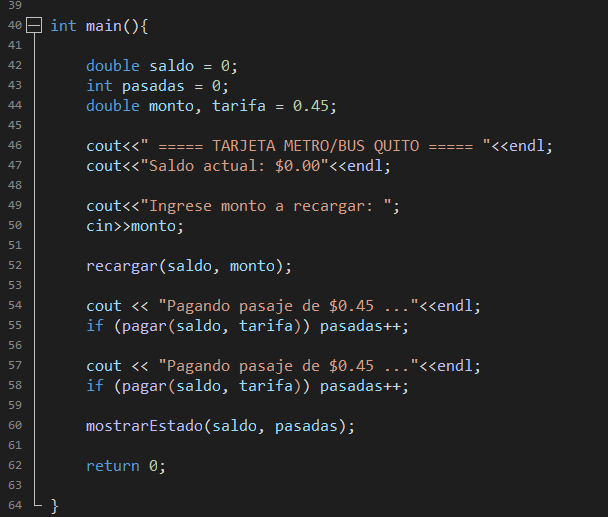 39
40 int main(){
41
42 double saldo = 0;
43 int pasadas = 0;
44 double monto, tarifa = 0.45;
45
46 cout<<" ===== TARJETA METRO/BUS QUITO ===== "<<endl;
47 cout<<"Saldo actual: $0.00"<<endl;
48
49 cout<<"Ingrese monto a recargar: ";
50 cin>>monto;
51
52 recargar(saldo, monto);
53
54 cout << "Pagando pasaje de $0.45 ..."<<endl;
55 if (pagar(saldo, tarifa)) pasadas++;
56
57 cout << "Pagando pasaje de $0.45 ..."<<endl;
58 if (pagar(saldo, tarifa)) pasadas++;
59
60 mostrarEstado(saldo, pasadas);
61
62 return 0;
63
64 }